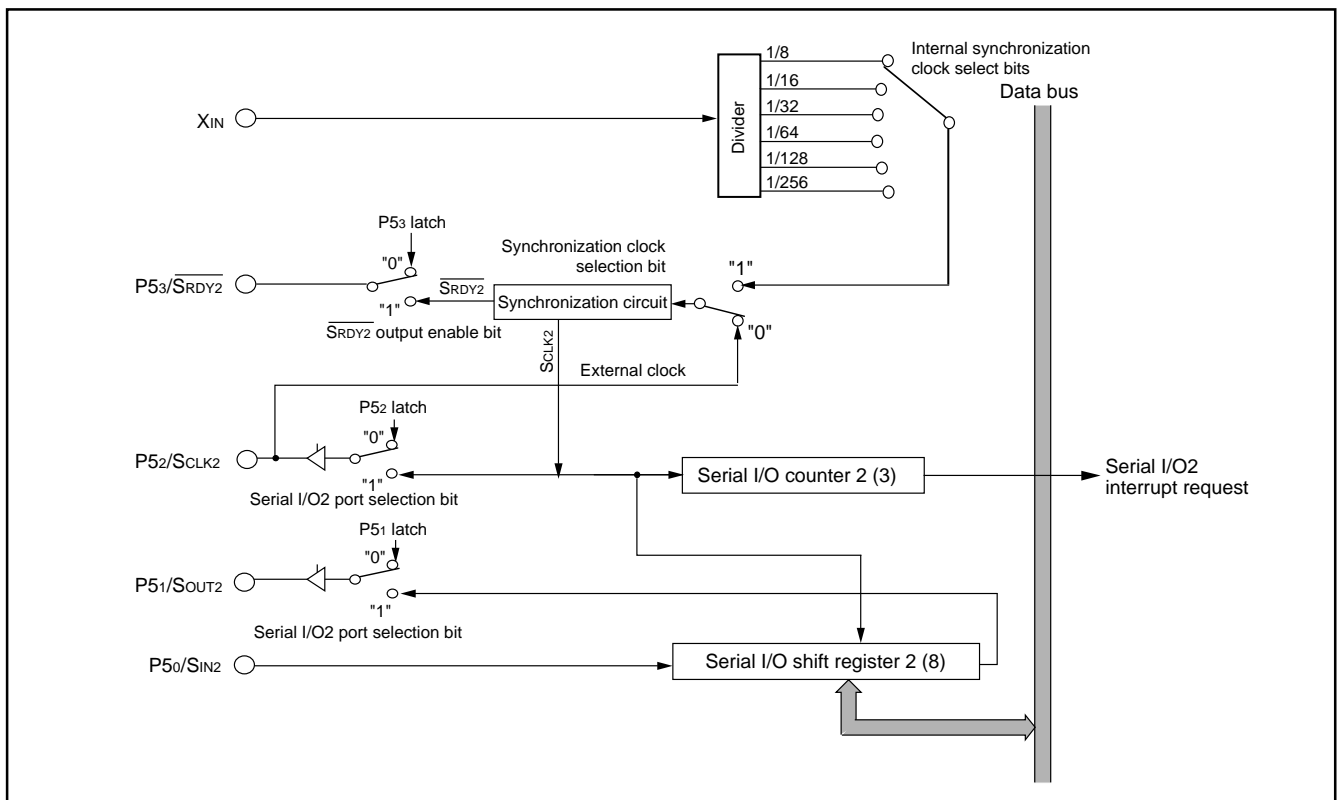 1/8
1/16
1/32
1/64
1/128
1/256
Divider
Internal synchronization
clock select bits
Data bus
XIN
P53 latch
"0"
P53/SRDY2
"1"
SRDY2
SRDY2 output enable bit
Synchronization clock
selection bit
Synchronization circuit
"1"
"0"
SCLK2
External clock
P52 latch
"0"
P52/SCLK2
"1"
Serial I/O2 port selection bit
Serial I/O counter 2 (3)
Serial I/O2
interrupt request
P51 latch
"0"
P51/SOUT2
"1"
Serial I/O2 port selection bit
P50/SIN2
Serial I/O shift register 2 (8)